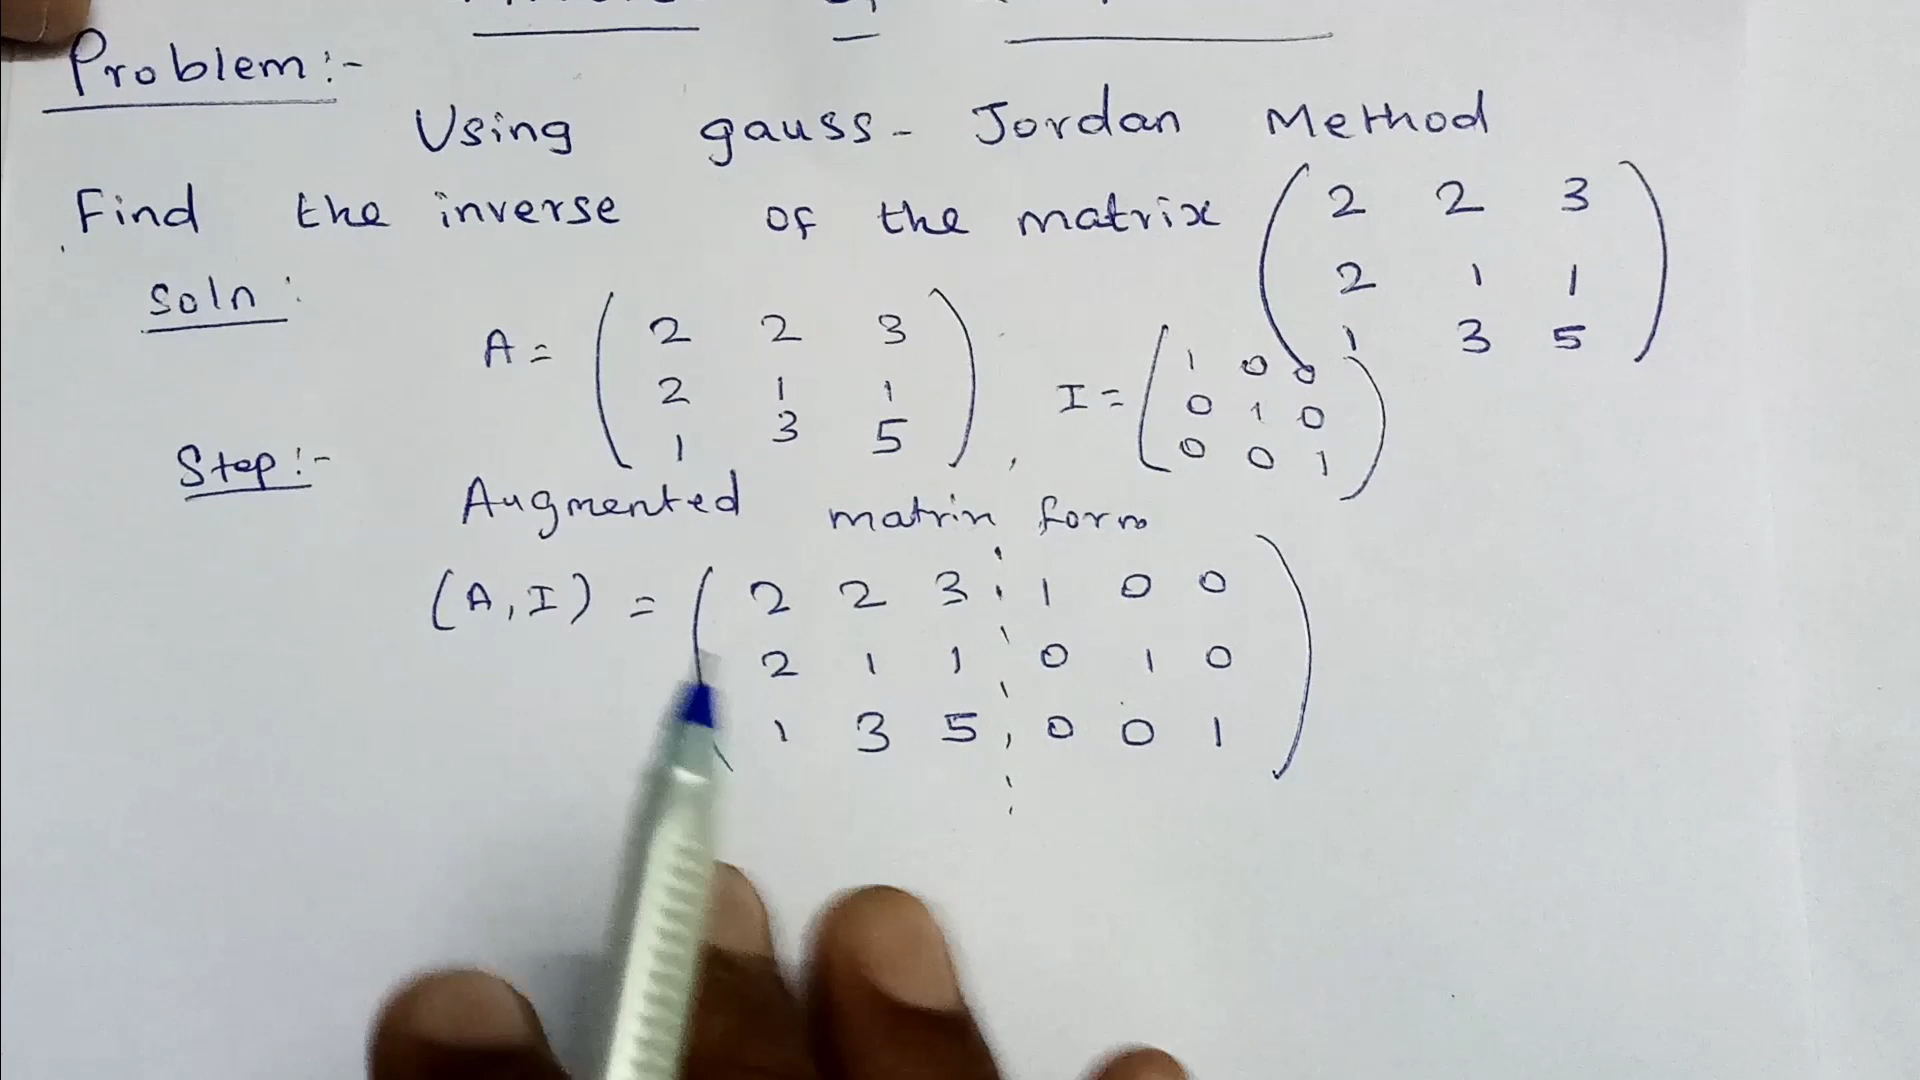 Problem:-
Using gauss- Jordan Method
Find the inverse of the matrix ( 2 2 3
2 1 1
1 3 5 )
Soln:
A = ( 2 2 3
2 1 1
1 3 5 ) , I = ( 1 0 0
0 1 0
0 0 1 )
Step:-
Augmented matrix form
(A, I) = ( 2 2 3 1 0 0
2 1 1 0 1 0
1 3 5 0 0 1 )